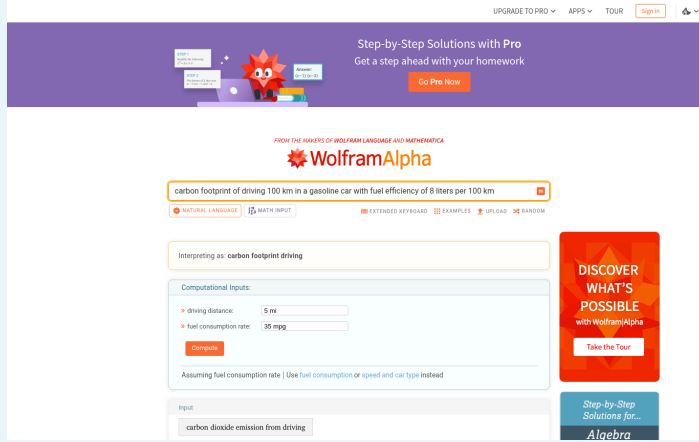 UPGRADE TO PRO APPS TOUR Sign in
Step-by-Step Solutions with Pro
Get a step ahead with your homework
Go Pro Now
STEP 1
STEP 2
Answer:
FROM THE MAKERS OF WOLFRAM LANGUAGE AND MATHEMATICA
WolframAlpha
carbon footprint of driving 100 km in a gasoline car with fuel efficiency of 8 liters per 100 km
NATURAL LANGUAGE MATH INPUT EXTENDED KEYBOARD EXAMPLES UPLOAD RANDOM
Interpreting as: carbon footprint driving
Computational Inputs:
» driving distance: 5 mi
» fuel consumption rate: 35 mpg
Compute
Assuming fuel consumption rate | Use fuel consumption or speed and car type instead
Input
carbon dioxide emission from driving
DISCOVER
WHAT'S
POSSIBLE
with Wolfram|Alpha
Take the Tour
Step-by-Step
Solutions for...
Algebra